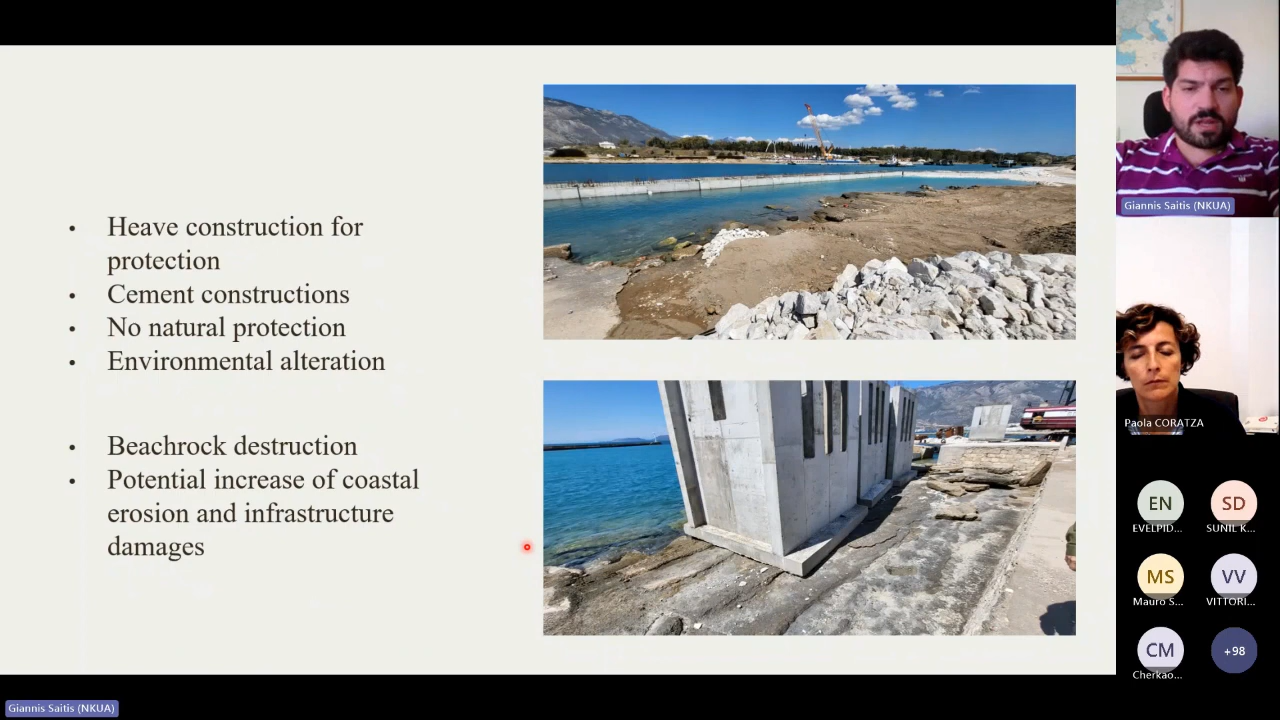 • Heave construction for
protection
• Cement constructions
• No natural protection
• Environmental alteration
• Beachrock destruction
• Potential increase of coastal
erosion and infrastructure
damages
Giannis Saitis (NKUA)
Paola CORATZA
EN
EVELPID...
SD
SUNIL K...
MS
Mauro S...
VV
VITTORI...
CM
Cherkao...
+98
Giannis Saitis (NKUA)